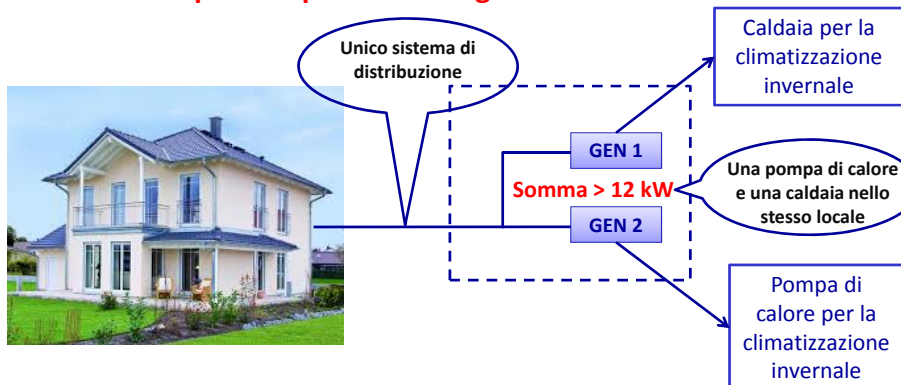 Unico sistema di
distribuzione
Caldaia per la
climatizzazione
invernale
GEN 1
Somma > 12 kW
GEN 2
Una pompa di calore
e una caldaia nello
stesso locale
Pompa di
calore per la
climatizzazione
invernale